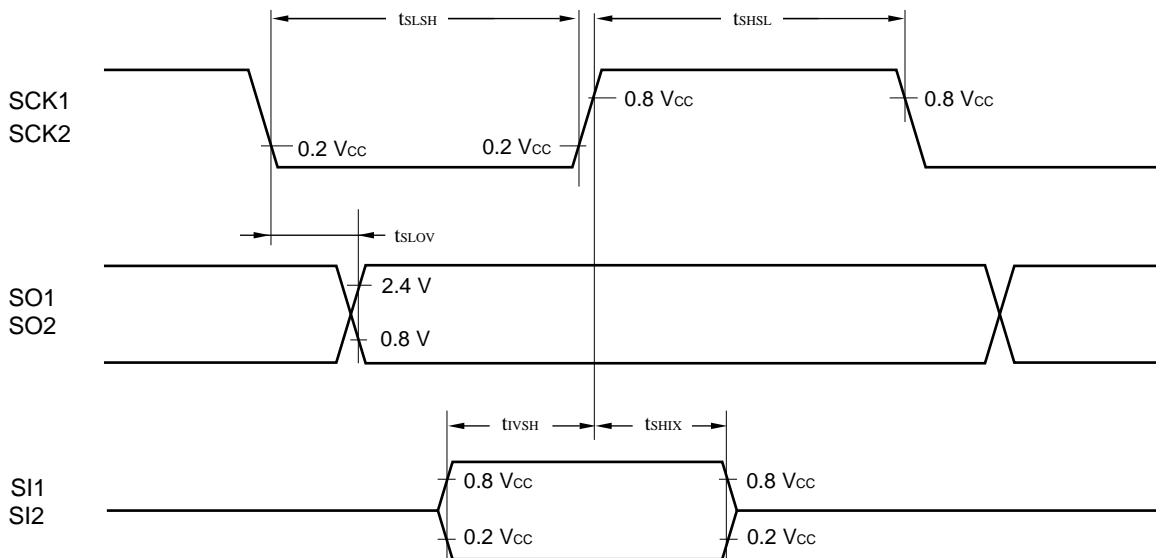 tSLSH
tSHSL
SCK1
SCK2
0.8 VCC
0.8 VCC
0.2 VCC
0.2 VCC
tSLOV
SO1
SO2
2.4 V
0.8 V
tIVSH
tSHIX
SI1
SI2
0.8 VCC
0.8 VCC
0.2 VCC
0.2 VCC